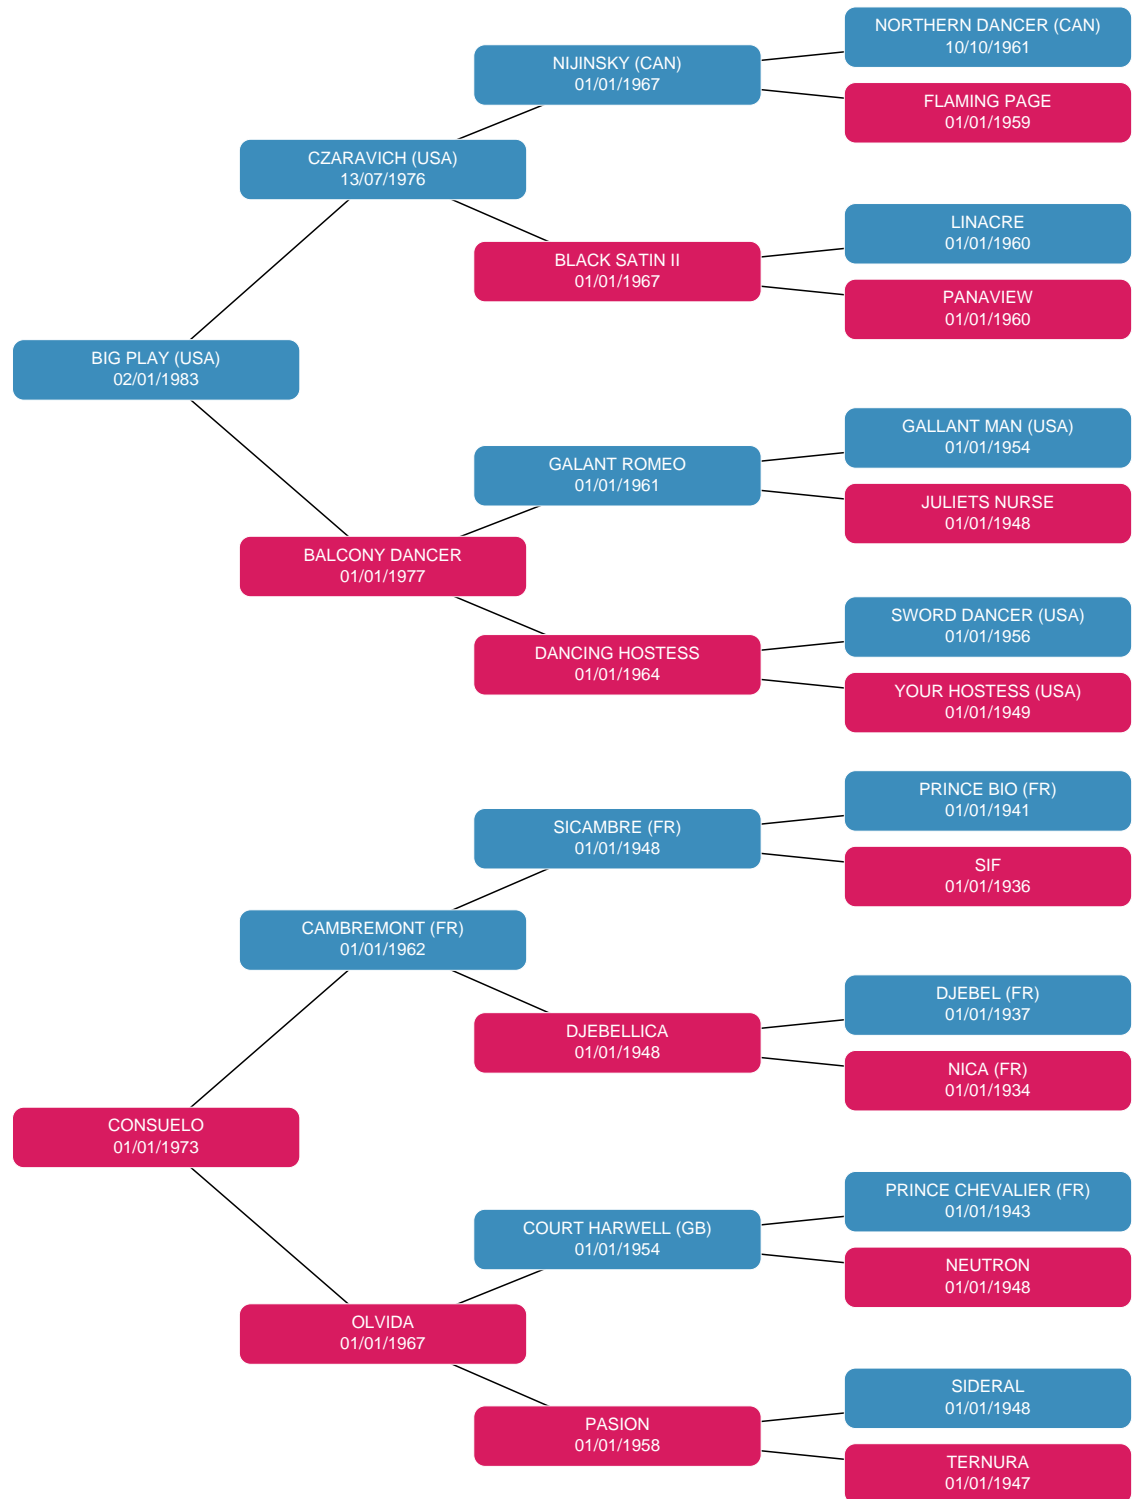 NORTHERN DANCER (CAN)
10/10/1961
NIJINSKY (CAN)
01/01/1967
FLAMING PAGE
01/01/1959
CZARAVICH (USA)
13/07/1976
LINACRE
01/01/1960
BLACK SATIN II
01/01/1967
PANAVIEW
01/01/1960
BIG PLAY (USA)
02/01/1983
GALLANT MAN (USA)
01/01/1954
GALANT ROMEO
01/01/1961
JULIETS NURSE
01/01/1948
BALCONY DANCER
01/01/1977
SWORD DANCER (USA)
01/01/1956
DANCING HOSTESS
01/01/1964
YOUR HOSTESS (USA)
01/01/1949
PRINCE BIO (FR)
01/01/1941
SICAMBRE (FR)
01/01/1948
SIF
01/01/1936
CAMBREMONT (FR)
01/01/1962
DJEBEL (FR)
01/01/1937
DJEBELLICA
01/01/1948
NICA (FR)
01/01/1934
CONSUELO
01/01/1973
PRINCE CHEVALIER (FR)
01/01/1943
COURT HARWELL (GB)
01/01/1954
NEUTRON
01/01/1948
OLVIDA
01/01/1967
SIDERAL
01/01/1948
PASION
01/01/1958
TERNURA
01/01/1947